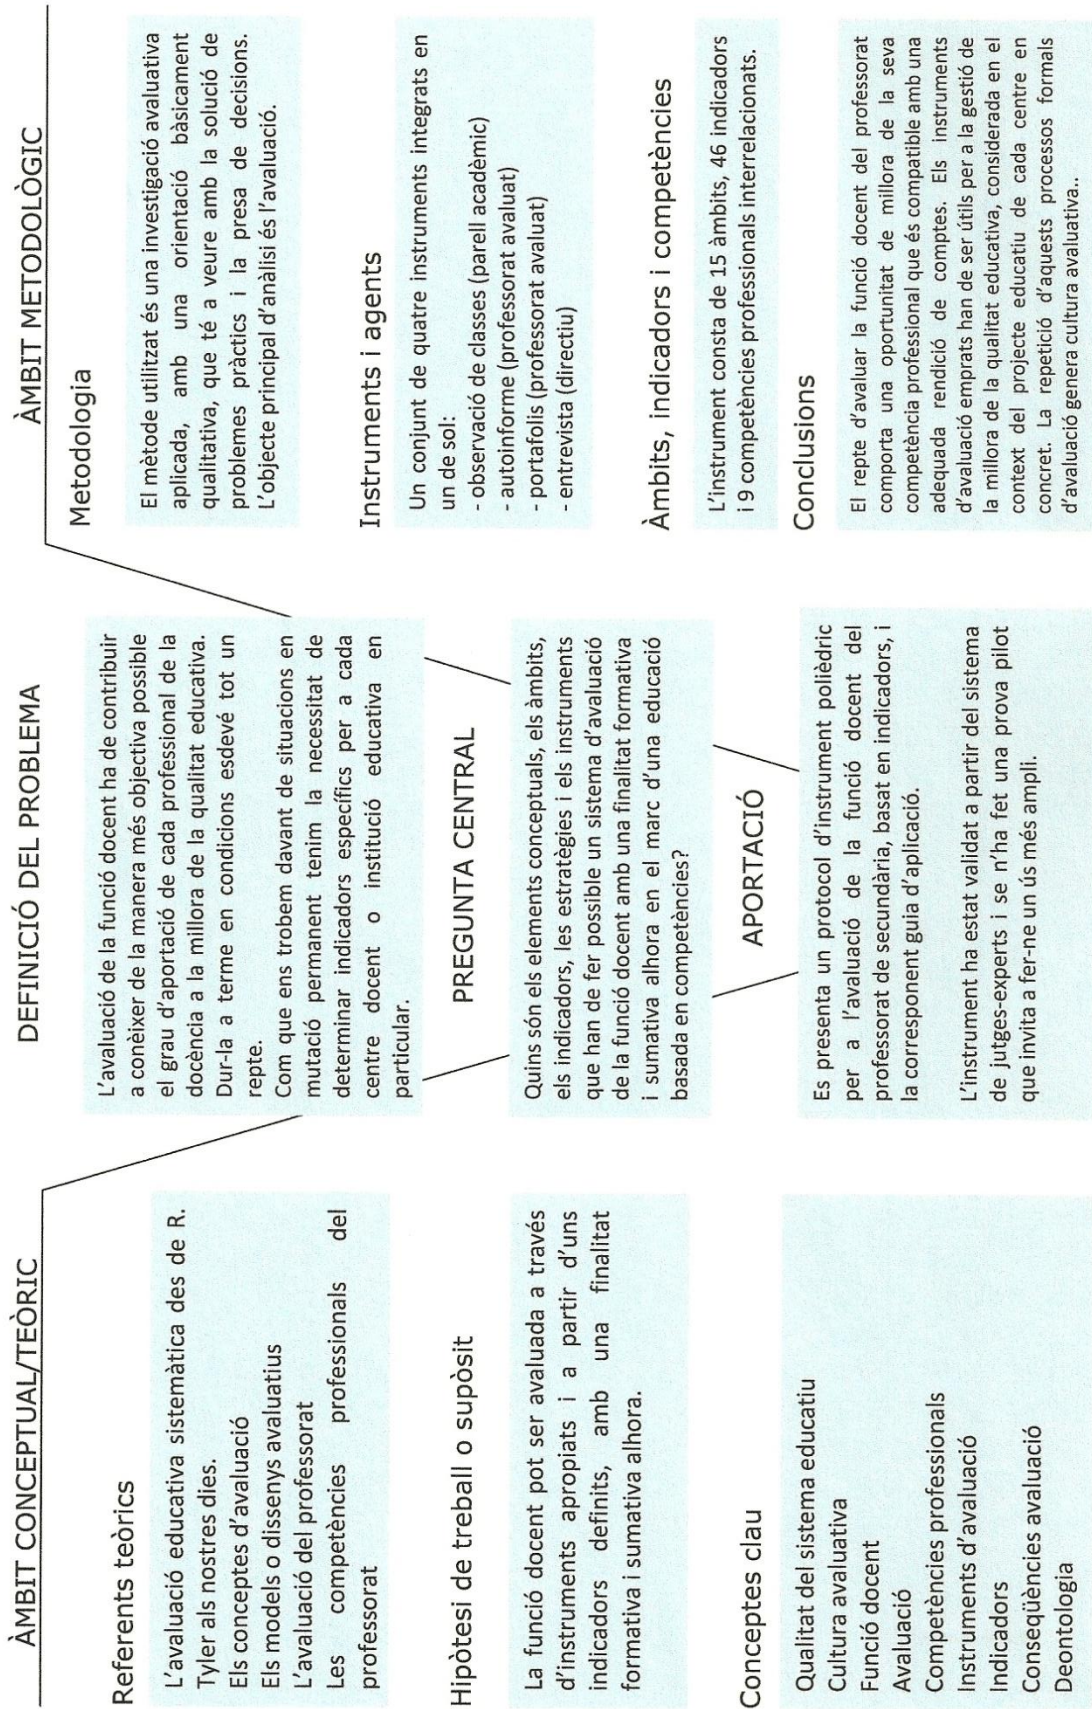 ÀMBIT CONCEPTUAL/TEÒRIC
Referents teòrics
L'avaluació educativa sistemàtica des de R.
Tyler als nostres dies.
Els conceptes d'avaluació
Els models o dissenys avaluatius
L'avaluació del professorat
Les competències professionals del
professorat
Hipòtesi de treball o supòsit
La funció docent pot ser avaluada a través
d'instruments apropiats i a partir d'uns
indicadors definits, amb una finalitat
formativa i sumativa alhora.
Conceptes clau
Qualitat del sistema educatiu
Cultura avaluativa
Funció docent
Avaluació
Competències professionals
Instruments d'avaluació
Indicadors
Conseqüències avaluació
Deontologia
DEFINICIÓ DEL PROBLEMA
L'avaluació de la funció docent ha de contribuir
a conèixer de la manera més objectiva possible
el grau d'aportació de cada professional de la
docència a la millora de la qualitat educativa.
Dur-la a terme en condicions esdevé tot un
repte.
Com que ens trobem davant de situacions en
mutació permanent tenim la necessitat de
determinar indicadors específics per a cada
centre docent o institució educativa en
particular.
PREGUNTA CENTRAL
Quins són els elements conceptuals, els àmbits,
els indicadors, les estratègies i els instruments
que han de fer possible un sistema d'avaluació
de la funció docent amb una finalitat formativa
i sumativa alhora en el marc d'una educació
basada en competències?
APORTACIÓ
Es presenta un protocol d'instrument polièdric
per a l'avaluació de la funció docent del
professorat de secundària, basat en indicadors, i
la corresponent guia d'aplicació.
L'instrument ha estat validat a partir del sistema
de jutges-experts i se n'ha fet una prova pilot
que invita a fer-ne un ús més ampli.
ÀMBIT METODOLÒGIC
Metodologia
El mètode utilitzat és una investigació avaluativa
aplicada, amb una orientació bàsicament
qualitativa, que té a veure amb la solució de
problemes pràctics i la presa de decisions.
L'objecte principal d'anàlisi és l'avaluació.
Instruments i agents
Un conjunt de quatre instruments integrats en
un de sol:
- observació de classes (parell acadèmic)
- autoinforme (professorat avaluat)
- portafolis (professorat avaluat)
- entrevista (directiu)
Àmbits, indicadors i competències
L'instrument consta de 15 àmbits, 46 indicadors
i 9 competències professionals interrelacionats.
Conclusions
El repte d'avaluar la funció docent del professorat
comporta una oportunitat de millora de la seva
competència professional que és compatible amb una
adequada rendició de comptes. Els instruments
d'avaluació emprats han de ser útils per a la gestió de
la millora de la qualitat educativa, considerada en el
context del projecte educatiu de cada centre en
concret. La repetició d'aquests processos formals
d'avaluació genera cultura avaluativa..